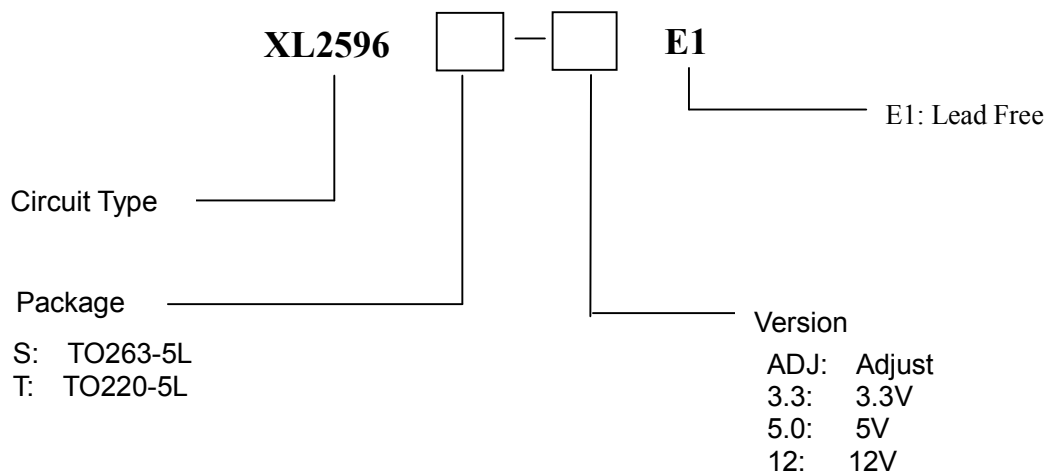 XL2596 – E1
E1: Lead Free
Circuit Type
Package
S: TO263-5L
T: TO220-5L
Version
ADJ: Adjust
3.3: 3.3V
5.0: 5V
12: 12V